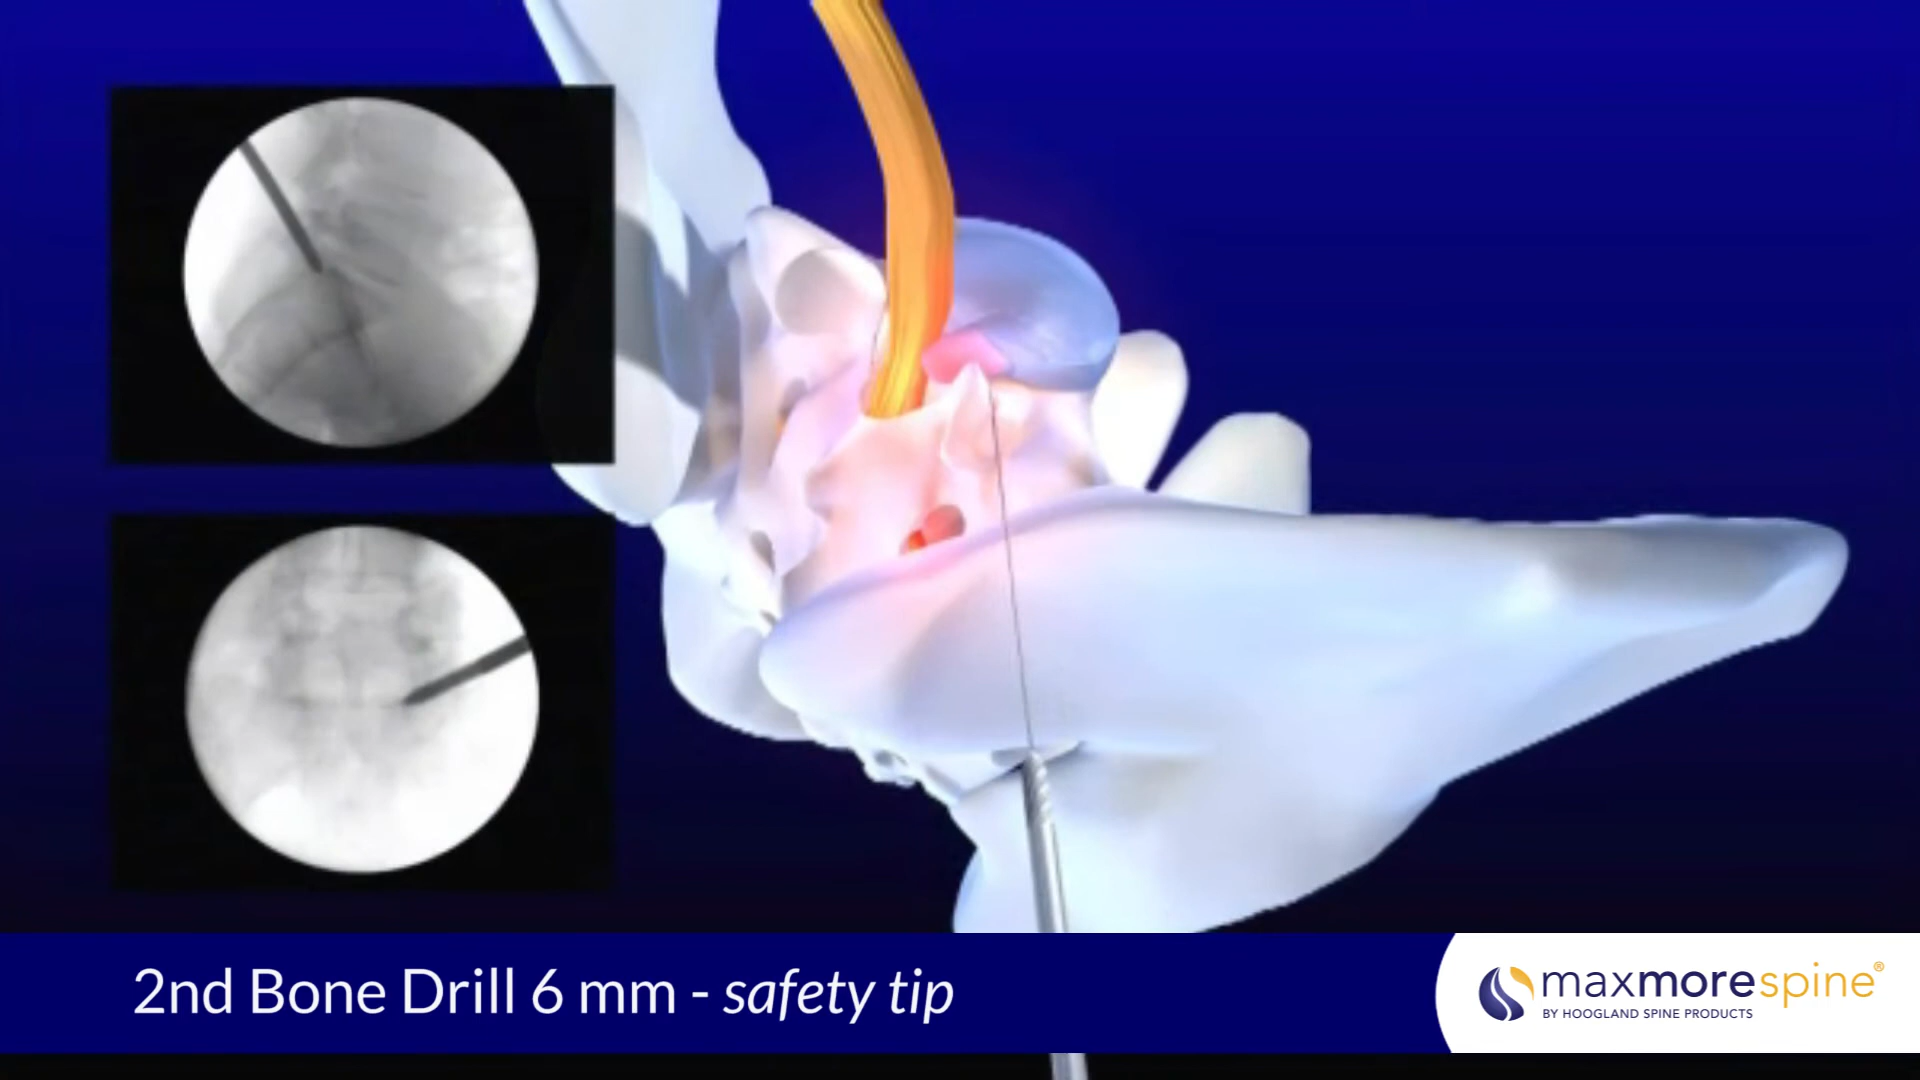 2nd Bone Drill 6 mm - safety tip
maxmorespine®
BY HOOGLAND SPINE PRODUCTS